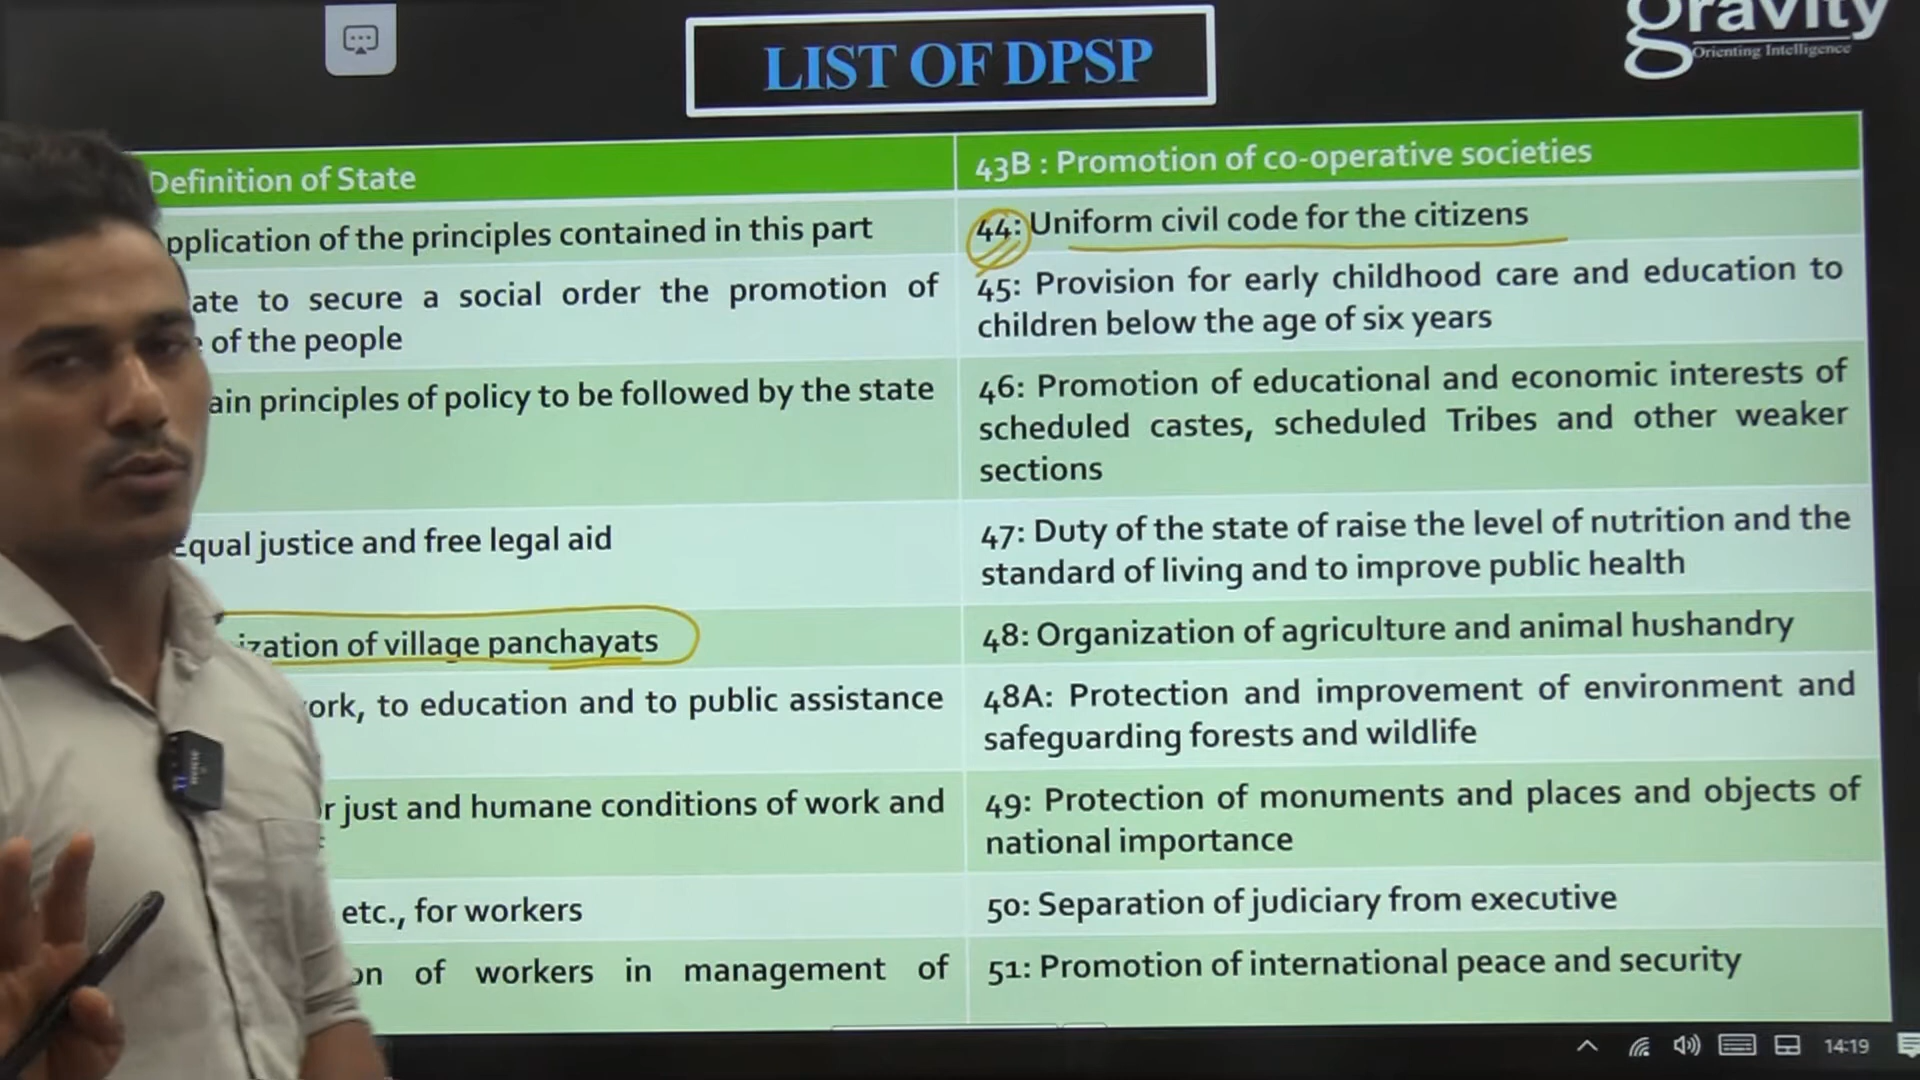 gravity
Orienting Intelligence
LIST OF DPSP
Definition of State
pplication of the principles contained in this part
ate to secure a social order the promotion of
of the people
ain principles of policy to be followed by the state
Equal justice and free legal aid
ization of village panchayats
ork, to education and to public assistance
r just and humane conditions of work and
etc., for workers
on of workers in management of
43B : Promotion of co-operative societies
44: Uniform civil code for the citizens
45: Provision for early childhood care and education to
children below the age of six years
46: Promotion of educational and economic interests of
scheduled castes, scheduled Tribes and other weaker
sections
47: Duty of the state of raise the level of nutrition and the
standard of living and to improve public health
48: Organization of agriculture and animal hushandry
48A: Protection and improvement of environment and
safeguarding forests and wildlife
49: Protection of monuments and places and objects of
national importance
50: Separation of judiciary from executive
51: Promotion of international peace and security
14:19